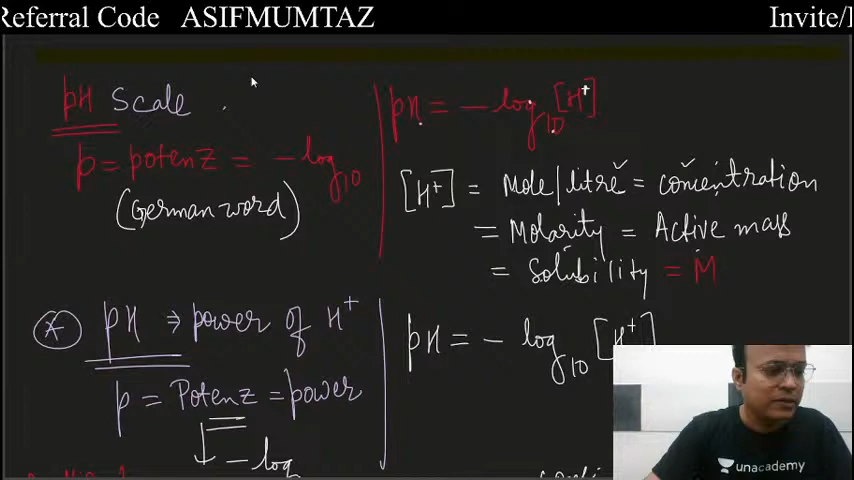 Referral Code ASIFMUMTAZ
Invite/
pH Scale .
p = potenz = - log10
(German word)
pH = - log10 [H+]
[H+] = Mole/litre = concentration
= Molarity = Active mass
= Solubility = M
pH ⇒ power of H+
p = Potenz = power
- log
pH = - log10 [H+]
unacademy